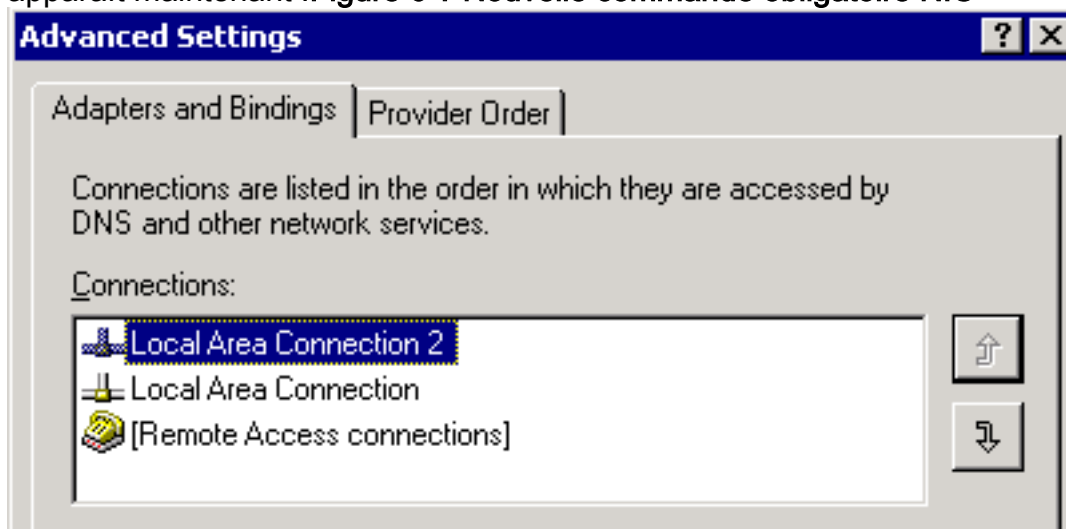 Advanced Settings
Adapters and Bindings
Provider Order
Connections are listed in the order in which they are accessed by
DNS and other network services.
Connections:
Local Area Connection 2
Local Area Connection
[Remote Access connections]